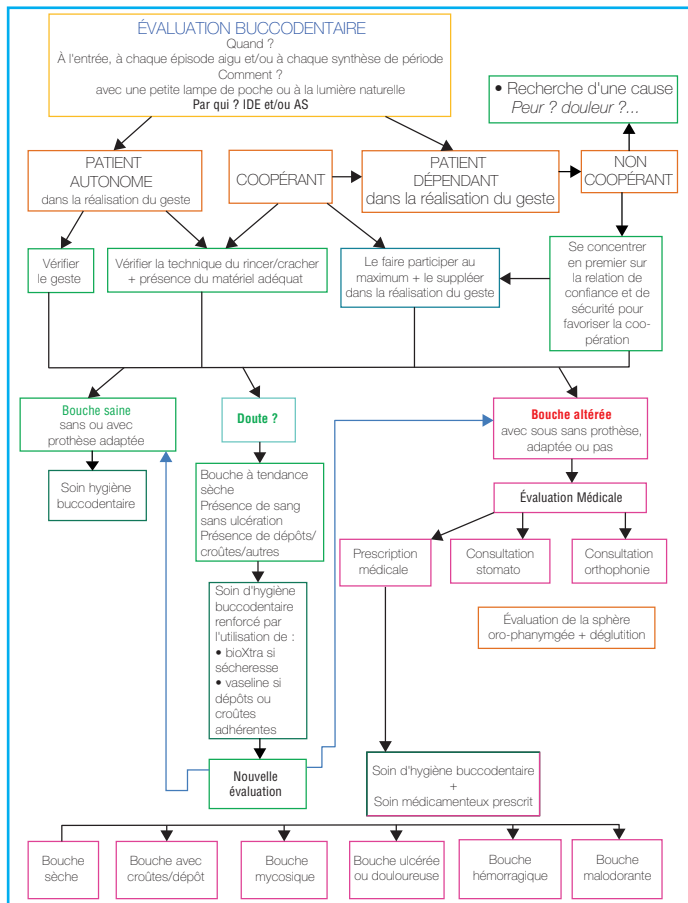 ÉVALUATION BUCCODENTAIRE
Quand ?
À l'entrée, à chaque épisode aigu et/ou à chaque synthèse de période
Comment ?
avec une petite lampe de poche ou à la lumière naturelle
Par qui ? IDE et/ou AS
• Recherche d'une cause
Peur ? douleur ?...
PATIENT
AUTONOME
dans la réalisation du geste
COOPÉRANT
PATIENT
DÉPENDANT
dans la réalisation du geste
NON
COOPÉRANT
Vérifier
le geste
Vérifier la technique du rincer/cracher
+ présence du matériel adéquat
Le faire participer au
maximum + le suppléer
dans la réalisation du geste
Se concentrer
en premier sur
la relation de
confiance et de
sécurité pour
favoriser la coo-
pération
Bouche saine
sans ou avec
prothèse adaptée
Doute ?
Bouche altérée
avec sous sans prothèse,
adaptée ou pas
Soin hygiène
buccodentaire
Bouche à tendance
sèche
Présence de sang
sans ulcération
Présence de dépôts/
croûtes/autres
Évaluation Médicale
Prescription
médicale
Consultation
stomato
Consultation
orthophonie
Soin d'hygiène
buccodentaire
renforcé par
l'utilisation de :
• bioXtra si
sécheresse
• vaseline si
dépôts ou
croûtes
adhérentes
Évaluation de la sphère
oro-phanymgée + déglutition
Nouvelle
évaluation
Soin d'hygiène buccodentaire
+
Soin médicamenteux prescrit
Bouche
sèche
Bouche avec
croûtes/dépôt
Bouche
mycosique
Bouche ulcérée
ou douloureuse
Bouche
hémorragique
Bouche
malodorante